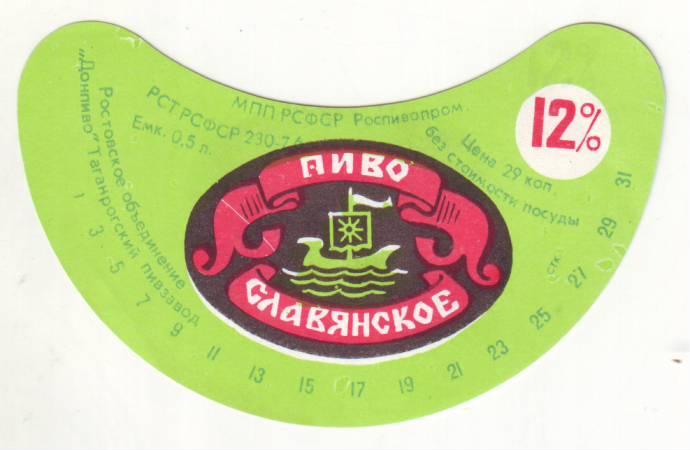 МПП РСФСР Роспивопром
РСТ РСФСР 230-7
Емк. 0,5 л.
Ростовское объединение
„Донпиво" Таганрогский пивзавод
Цена 29 коп.
без стоимости посуды
12%
ПИВО
СЛАВЯНСКОЕ
1 3 5 7 9 11 13 15 17 19 21 23 25 27 29 31